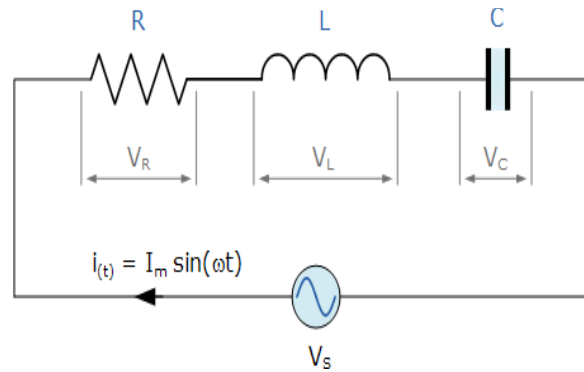 R L C
V_R V_L V_C
i_(t) = I_m sin(ωt)
V_S